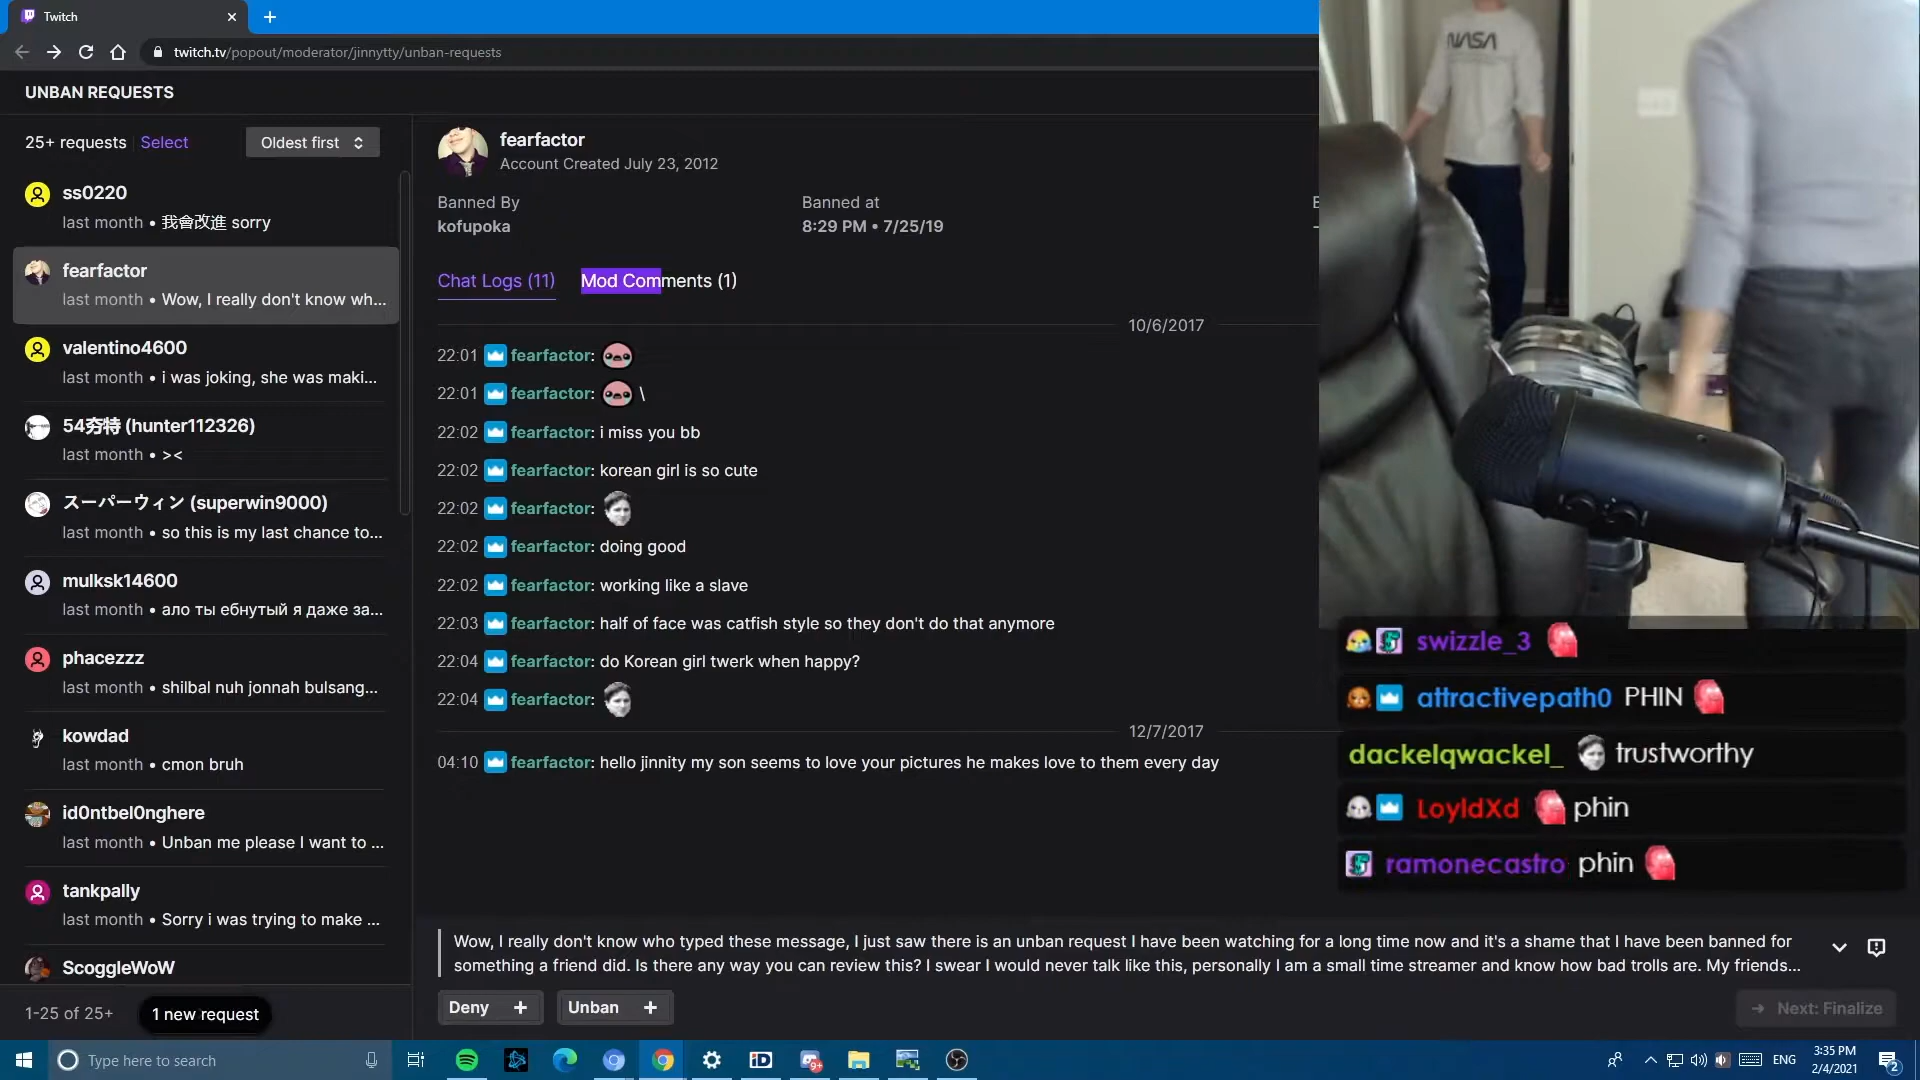 Twitch
twitch.tv/popout/moderator/jinnytty/unban-requests
UNBAN REQUESTS
25+ requests Select Oldest first
ss0220
last month • 我會改進 sorry
fearfactor
last month • Wow, I really don't know wh...
valentino4600
last month • i was joking, she was maki...
54夯特 (hunter112326)
last month • ><
スーパーウィン (superwin9000)
last month • so this is my last chance to...
mulksk14600
last month • ало ты ебнутый я даже за...
phacezzz
last month • shilbal nuh jonnah bulsang...
kowdad
last month • cmon bruh
id0ntbel0nghere
last month • Unban me please I want to ...
tankpally
last month • Sorry i was trying to make ...
ScoggleWoW
1-25 of 25+ 1 new request
fearfactor
Account Created July 23, 2012
Banned By
kofupoka
Banned at
8:29 PM • 7/25/19
Chat Logs (11) Mod Comments (1)
10/6/2017
22:01 fearfactor:
22:01 fearfactor: \
22:02 fearfactor: i miss you bb
22:02 fearfactor: korean girl is so cute
22:02 fearfactor:
22:02 fearfactor: doing good
22:02 fearfactor: working like a slave
22:03 fearfactor: half of face was catfish style so they don't do that anymore
22:04 fearfactor: do Korean girl twerk when happy?
22:04 fearfactor:
12/7/2017
04:10 fearfactor: hello jinnity my son seems to love your pictures he makes love to them every day
Wow, I really don't know who typed these message, I just saw there is an unban request I have been watching for a long time now and it's a shame that I have been banned for
something a friend did. Is there any way you can review this? I swear I would never talk like this, personally I am a small time streamer and know how bad trolls are. My friends...
Deny + Unban + Next: Finalize
NASA
swizzle_3
attractivepath0 PHIN
dackelqwackel_ trustworthy
LoyldXd phin
ramonecastro phin
Type here to search
iD
9+
ENG
3:35 PM
2/4/2021
2